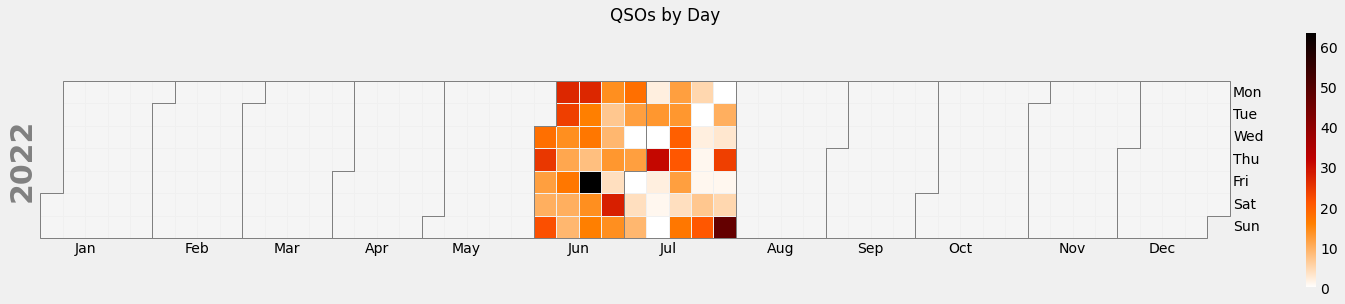 QSOs by Day
2022
Mon
Tue
Wed
Thu
Fri
Sat
Sun
Jan Feb Mar Apr May Jun Jul Aug Sep Oct Nov Dec
60
50
40
30
20
10
0